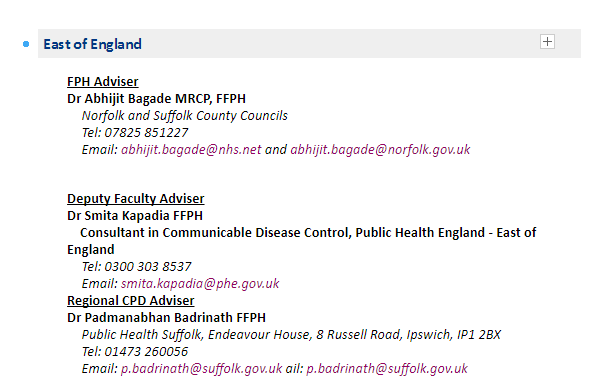 East of England
FPH Adviser
Dr Abhijit Bagade MRCP, FFPH
Norfolk and Suffolk County Councils
Tel: 07825 851227
Email: abhijit.bagade@nhs.net and abhijit.bagade@norfolk.gov.uk
Deputy Faculty Adviser
Dr Smita Kapadia FFPH
Consultant in Communicable Disease Control, Public Health England - East of
England
Tel: 0300 303 8537
Email: smita.kapadia@phe.gov.uk
Regional CPD Adviser
Dr Padmanabhan Badrinath FFPH
Public Health Suffolk, Endeavour House, 8 Russell Road, Ipswich, IP1 2BX
Tel: 01473 260056
Email: p.badrinath@suffolk.gov.uk ail: p.badrinath@suffolk.gov.uk